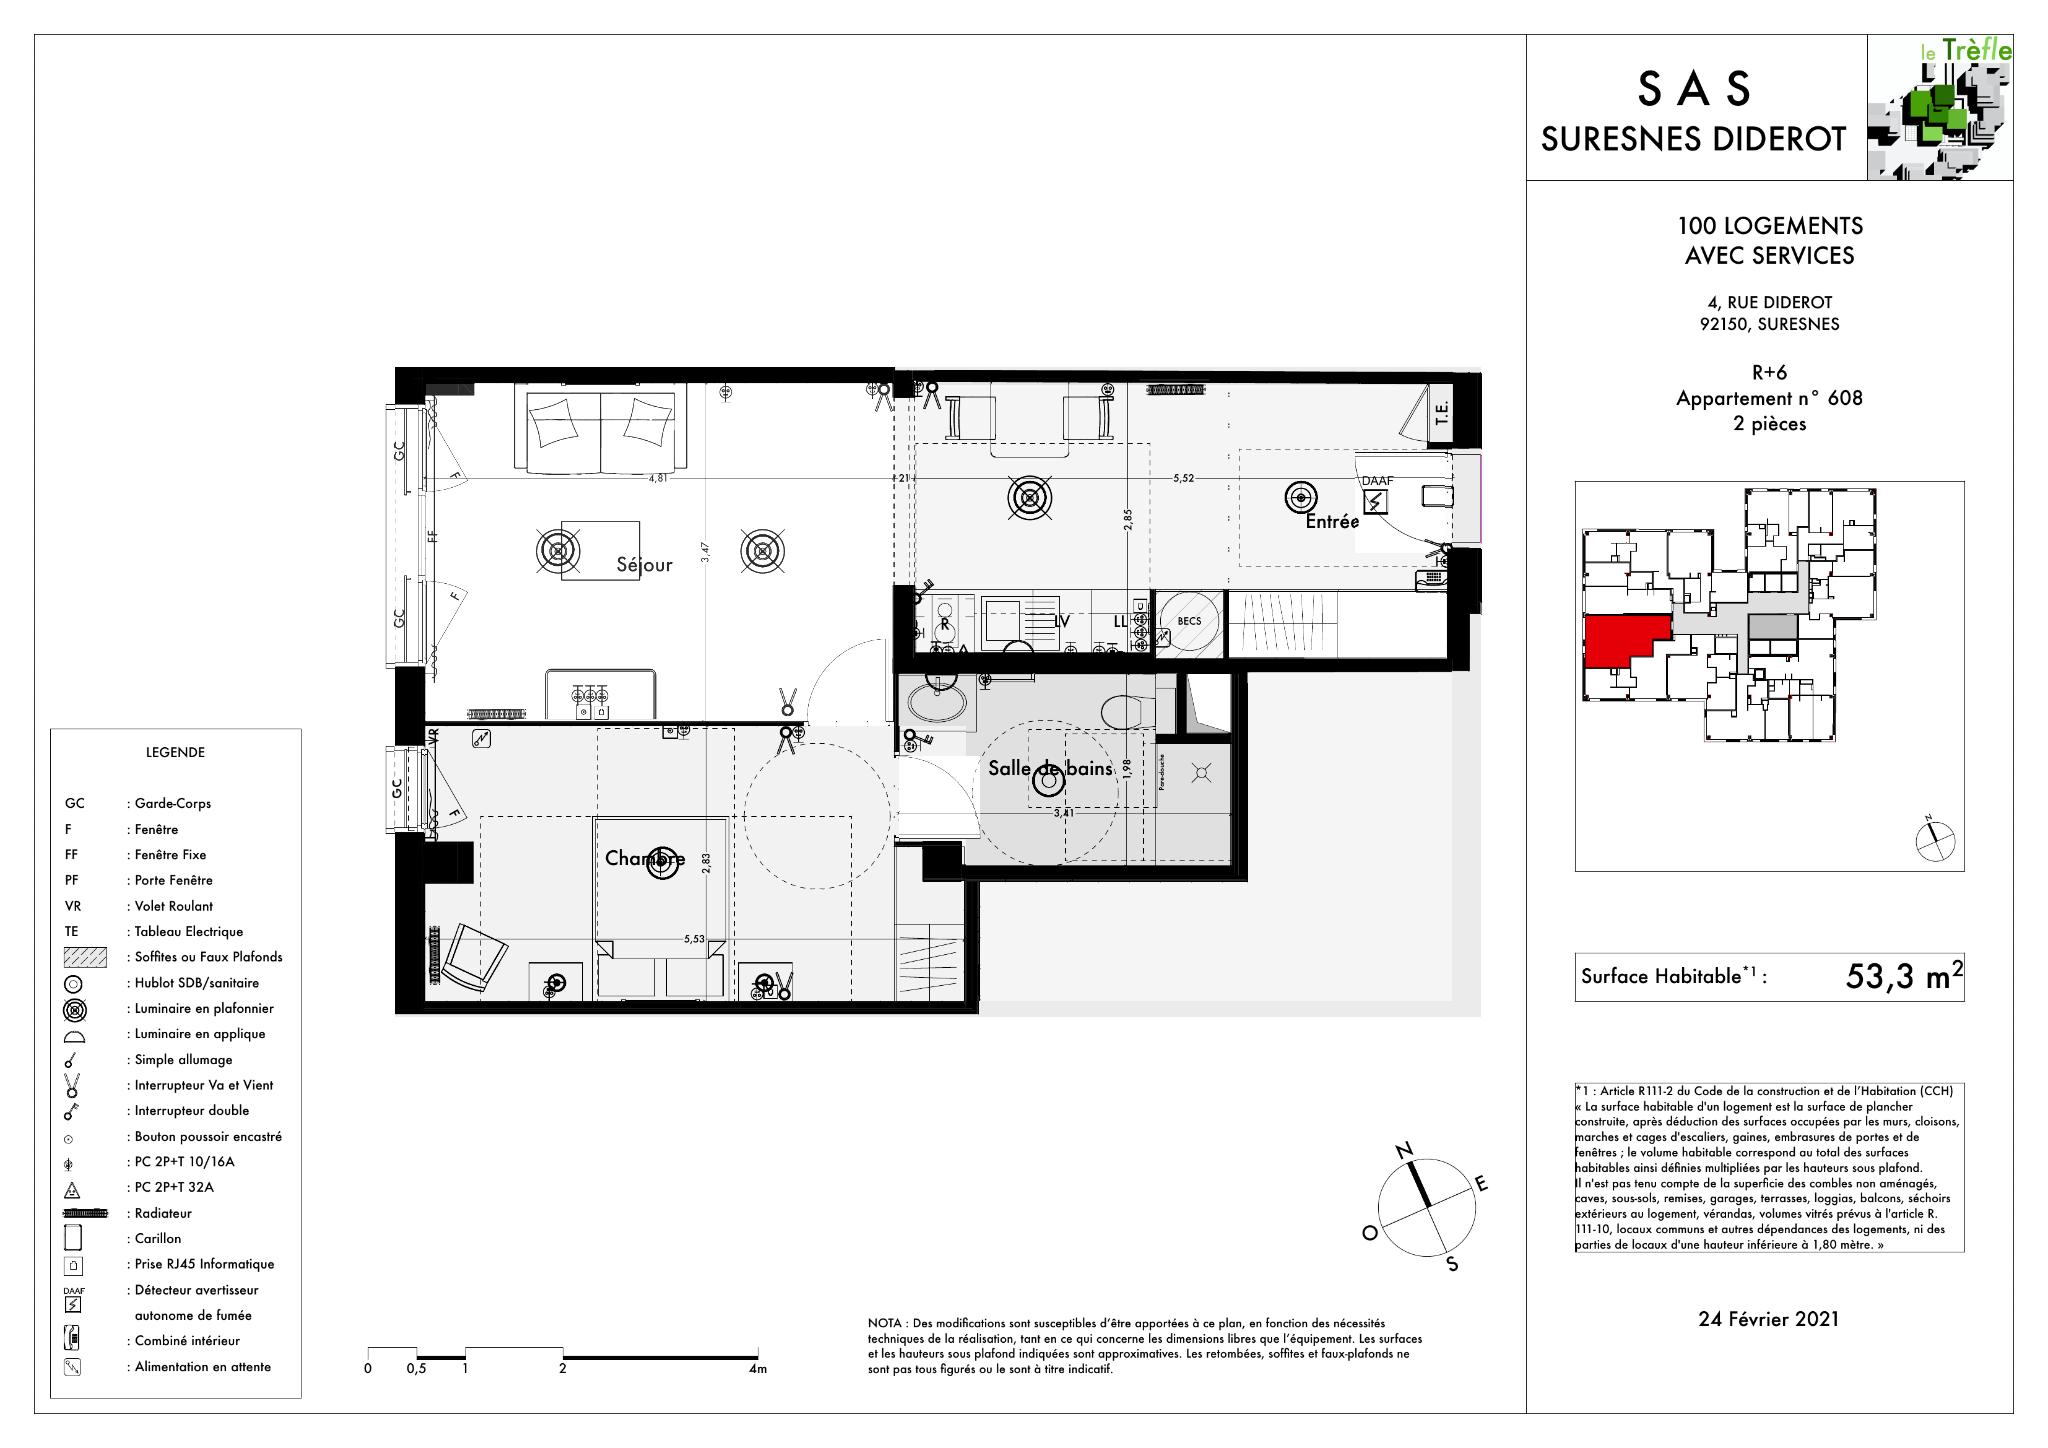 le Trèfle
S A S
SURESNES DIDEROT
100 LOGEMENTS
AVEC SERVICES
4, RUE DIDEROT
92150, SURESNES
R+6
Appartement n° 608
2 pièces
N
Surface Habitable*1 :
53,3 m2
*1 : Article R111-2 du Code de la construction et de l'Habitation (CCH)
« La surface habitable d'un logement est la surface de plancher
construite, après déduction des surfaces occupées par les murs, cloisons,
marches et cages d'escaliers, gaines, embrasures de portes et de
fenêtres ; le volume habitable correspond au total des surfaces
habitables ainsi définies multipliées par les hauteurs sous plafond.
Il n'est pas tenu compte de la superficie des combles non aménagés,
caves, sous-sols, remises, garages, terrasses, loggias, balcons, séchoirs
extérieurs au logement, vérandas, volumes vitrés prévus à l'article R.
111-10, locaux communs et autres dépendances des logements, ni des
parties de locaux d'une hauteur inférieure à 1,80 mètre. »
24 Février 2021
GC
F
FF
GC
F
4,81
3,47
Séjour
21
5,52
2,85
T.E.
DAAF
Entrée
R
LV
LL
BECS
VR
GC
F
Chambre
2,83
5,53
Salle de bains
1,98
Pare-douche
3,41
LEGENDE
GC : Garde-Corps
F : Fenêtre
FF : Fenêtre Fixe
PF : Porte Fenêtre
VR : Volet Roulant
TE : Tableau Electrique
: Soffites ou Faux Plafonds
: Hublot SDB/sanitaire
: Luminaire en plafonnier
: Luminaire en applique
: Simple allumage
: Interrupteur Va et Vient
: Interrupteur double
: Bouton poussoir encastré
: PC 2P+T 10/16A
: PC 2P+T 32A
: Radiateur
: Carillon
: Prise RJ45 Informatique
DAAF : Détecteur avertisseur
autonome de fumée
: Combiné intérieur
: Alimentation en attente
0 0,5 1 2 4m
NOTA : Des modifications sont susceptibles d'être apportées à ce plan, en fonction des nécessités
techniques de la réalisation, tant en ce qui concerne les dimensions libres que l'équipement. Les surfaces
et les hauteurs sous plafond indiquées sont approximatives. Les retombées, soffites et faux-plafonds ne
sont pas tous figurés ou le sont à titre indicatif.
N
E
O
S